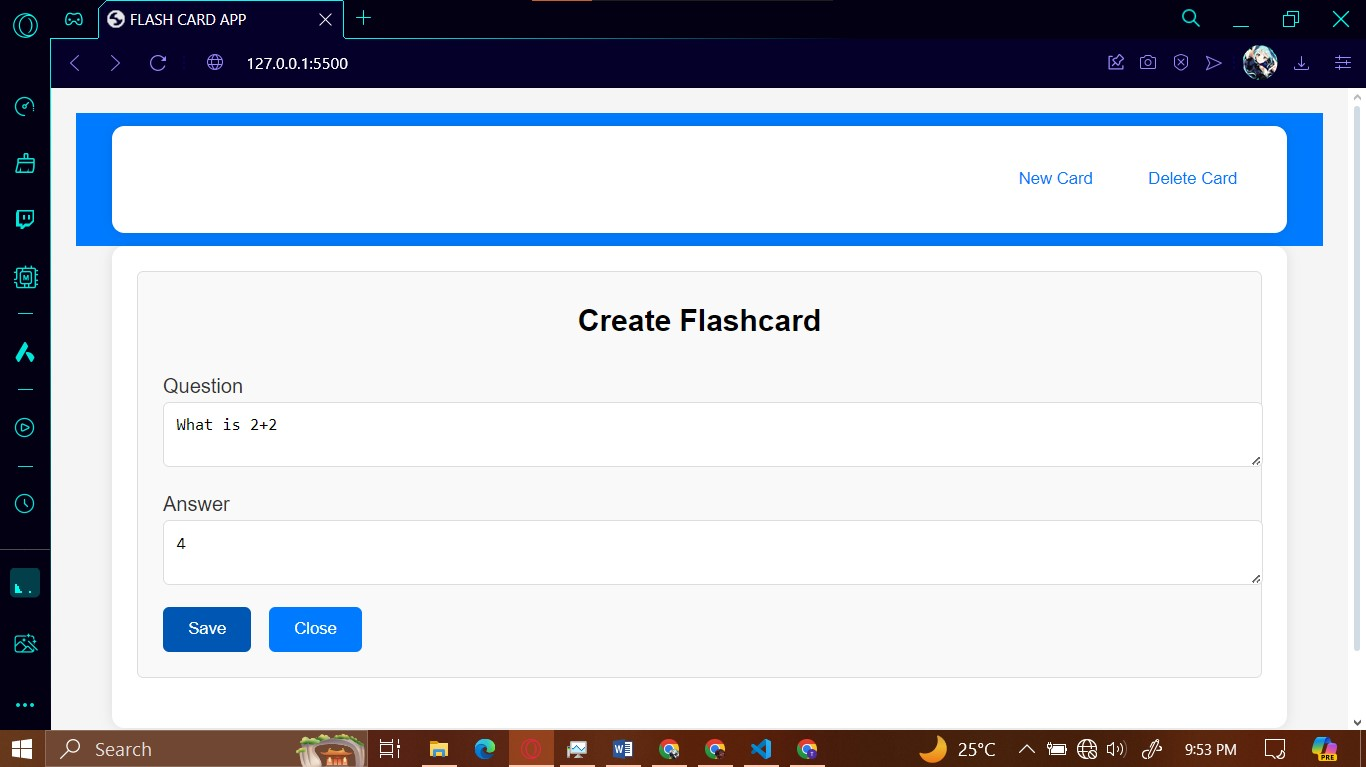 FLASH CARD APP
127.0.0.1:5500
New Card
Delete Card
Create Flashcard
Question
What is 2+2
Answer
4
Save
Close
Search
25°C
9:53 PM
PRE